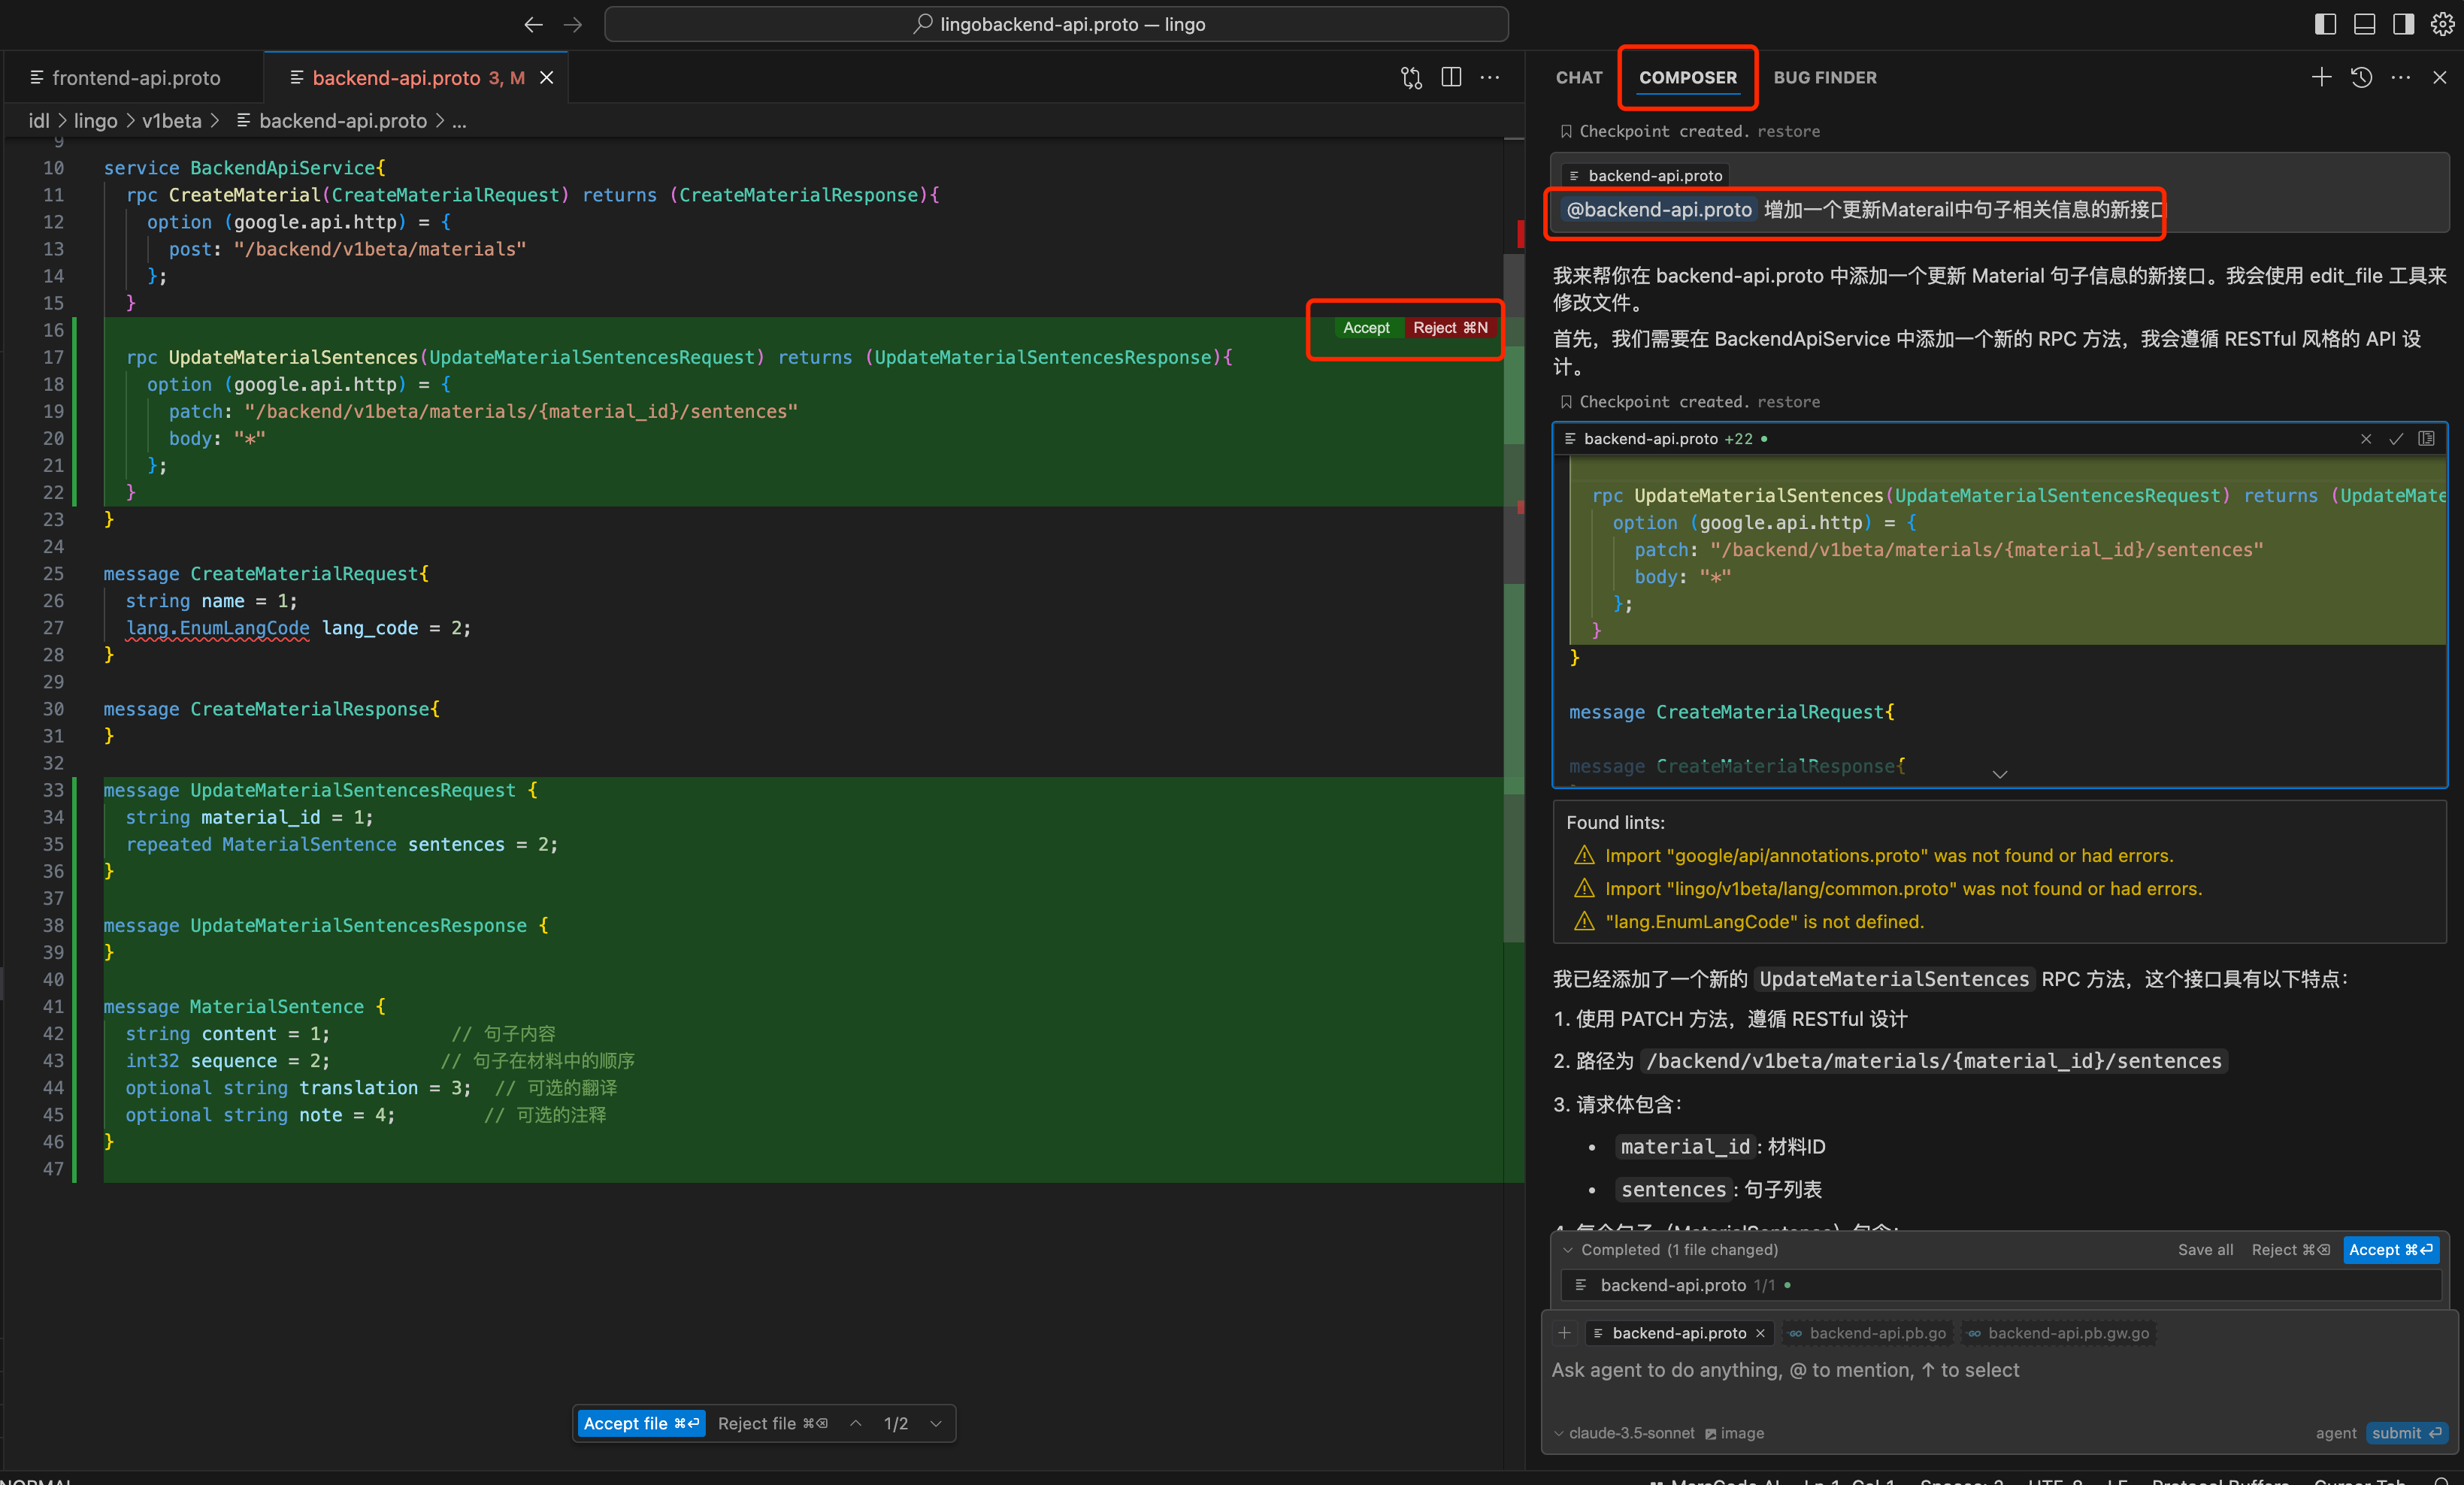 lingobackend-api.proto — lingo
frontend-api.proto
backend-api.proto 3, M
idl > lingo > v1beta > backend-api.proto > ...
9
10 service BackendApiService{
11 rpc CreateMaterial(CreateMaterialRequest) returns (CreateMaterialResponse){
12 option (google.api.http) = {
13 post: "/backend/v1beta/materials"
14 };
15 }
16
Accept Reject ⌘N
17 rpc UpdateMaterialSentences(UpdateMaterialSentencesRequest) returns (UpdateMaterialSentencesResponse){
18 option (google.api.http) = {
19 patch: "/backend/v1beta/materials/{material_id}/sentences"
20 body: "*"
21 };
22 }
23 }
24
25 message CreateMaterialRequest{
26 string name = 1;
27 lang.EnumLangCode lang_code = 2;
28 }
29
30 message CreateMaterialResponse{
31 }
32
33 message UpdateMaterialSentencesRequest {
34 string material_id = 1;
35 repeated MaterialSentence sentences = 2;
36 }
37
38 message UpdateMaterialSentencesResponse {
39 }
40
41 message MaterialSentence {
42 string content = 1; // 句子内容
43 int32 sequence = 2; // 句子在材料中的顺序
44 optional string translation = 3; // 可选的翻译
45 optional string note = 4; // 可选的注释
46 }
47
Accept file ⌘⏎ Reject file ⌘⌫ 1/2
CHAT COMPOSER BUG FINDER
Checkpoint created. restore
backend-api.proto
@backend-api.proto 增加一个更新Materail中句子相关信息的新接口
我来帮你在 backend-api.proto 中添加一个更新 Material 句子信息的新接口。我会使用 edit_file 工具来
修改文件。
首先，我们需要在 BackendApiService 中添加一个新的 RPC 方法，我会遵循 RESTful 风格的 API 设
计。
Checkpoint created. restore
backend-api.proto +22
rpc UpdateMaterialSentences(UpdateMaterialSentencesRequest) returns (UpdateMate
option (google.api.http) = {
patch: "/backend/v1beta/materials/{material_id}/sentences"
body: "*"
};
}
}
message CreateMaterialRequest{
message CreateMaterialResponse{
Found lints:
Import "google/api/annotations.proto" was not found or had errors.
Import "lingo/v1beta/lang/common.proto" was not found or had errors.
"lang.EnumLangCode" is not defined.
我已经添加了一个新的 UpdateMaterialSentences RPC 方法，这个接口具有以下特点：
1. 使用 PATCH 方法，遵循 RESTful 设计
2. 路径为 /backend/v1beta/materials/{material_id}/sentences
3. 请求体包含：
• material_id: 材料ID
• sentences: 句子列表
4. 每个句子（MaterialSentence）包含：
Completed (1 file changed) Save all Reject ⌘⌫ Accept ⌘⏎
backend-api.proto 1/1
backend-api.proto backend-api.pb.go backend-api.pb.gw.go
Ask agent to do anything, @ to mention, ↑ to select
claude-3.5-sonnet image agent submit ⏎